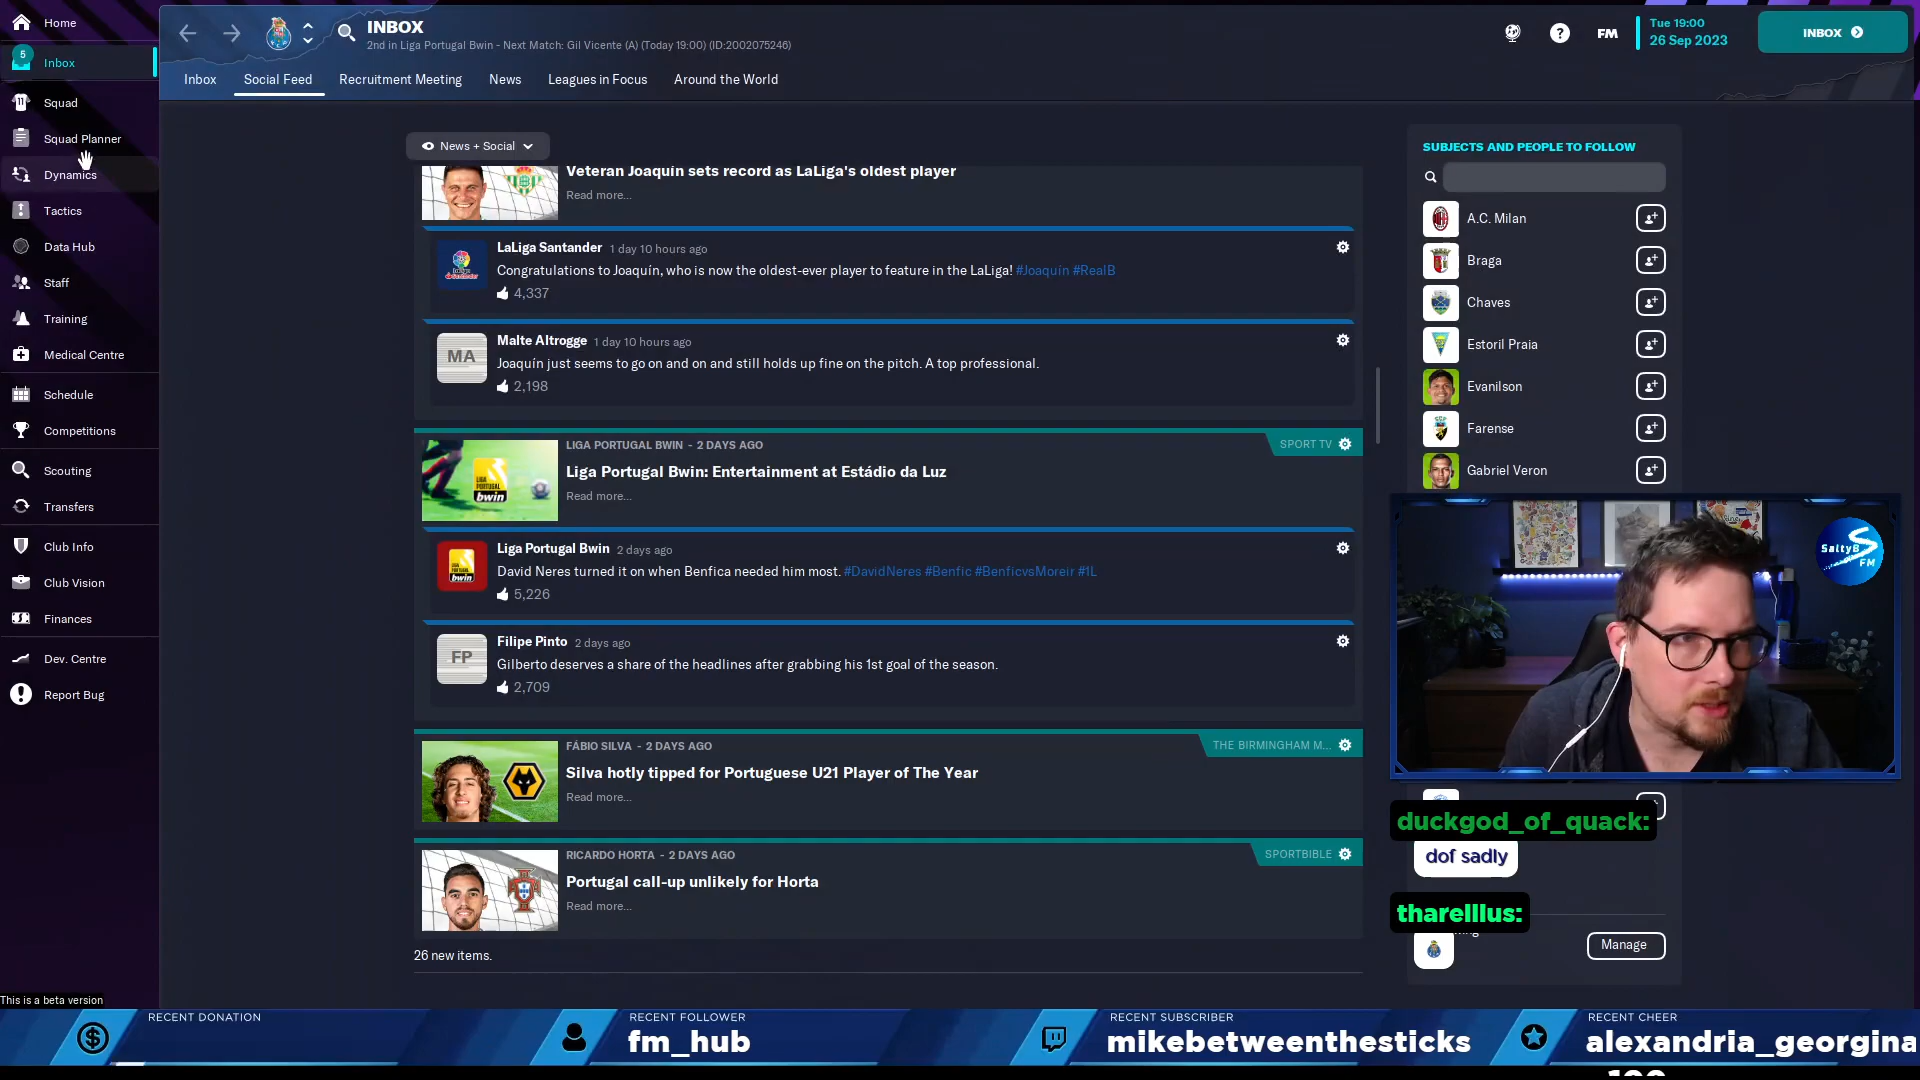 Home
5
Inbox
Squad
Squad Planner
Dynamics
Tactics
Data Hub
Staff
Training
Medical Centre
Schedule
Competitions
Scouting
Transfers
Club Info
Club Vision
Finances
Dev. Centre
Report Bug
This is a beta version
INBOX
2nd in Liga Portugal Bwin - Next Match: Gil Vicente (A) (Today 19:00) (ID:2002075246)
FM
Tue 19:00
26 Sep 2023
INBOX
Inbox
Social Feed
Recruitment Meeting
News
Leagues in Focus
Around the World
News + Social
Veteran Joaquín sets record as LaLiga's oldest player
Read more...
LaLiga Santander 1 day 10 hours ago
Congratulations to Joaquín, who is now the oldest-ever player to feature in the LaLiga! #Joaquín #RealB
4,337
MA
Malte Altrogge 1 day 10 hours ago
Joaquín just seems to go on and on and still holds up fine on the pitch. A top professional.
2,198
LIGA PORTUGAL BWIN - 2 DAYS AGO
SPORT TV
Liga Portugal Bwin: Entertainment at Estádio da Luz
Read more...
Liga Portugal Bwin 2 days ago
David Neres turned it on when Benfica needed him most. #DavidNeres #Benfic #BenficvsMoreir #1L
5,226
FP
Filipe Pinto 2 days ago
Gilberto deserves a share of the headlines after grabbing his 1st goal of the season.
2,709
FÁBIO SILVA - 2 DAYS AGO
THE BIRMINGHAM M...
Silva hotly tipped for Portuguese U21 Player of The Year
Read more...
RICARDO HORTA - 2 DAYS AGO
SPORTBIBLE
Portugal call-up unlikely for Horta
Read more...
26 new items.
SUBJECTS AND PEOPLE TO FOLLOW
A.C. Milan
Braga
Chaves
Estoril Praia
Evanilson
Farense
Gabriel Veron
SaltyB
FM
duckgod_of_quack:
dof sadly
tharelllus:
Manage
RECENT DONATION
RECENT FOLLOWER
fm_hub
RECENT SUBSCRIBER
mikebetweenthesticks
RECENT CHEER
alexandria_georgina